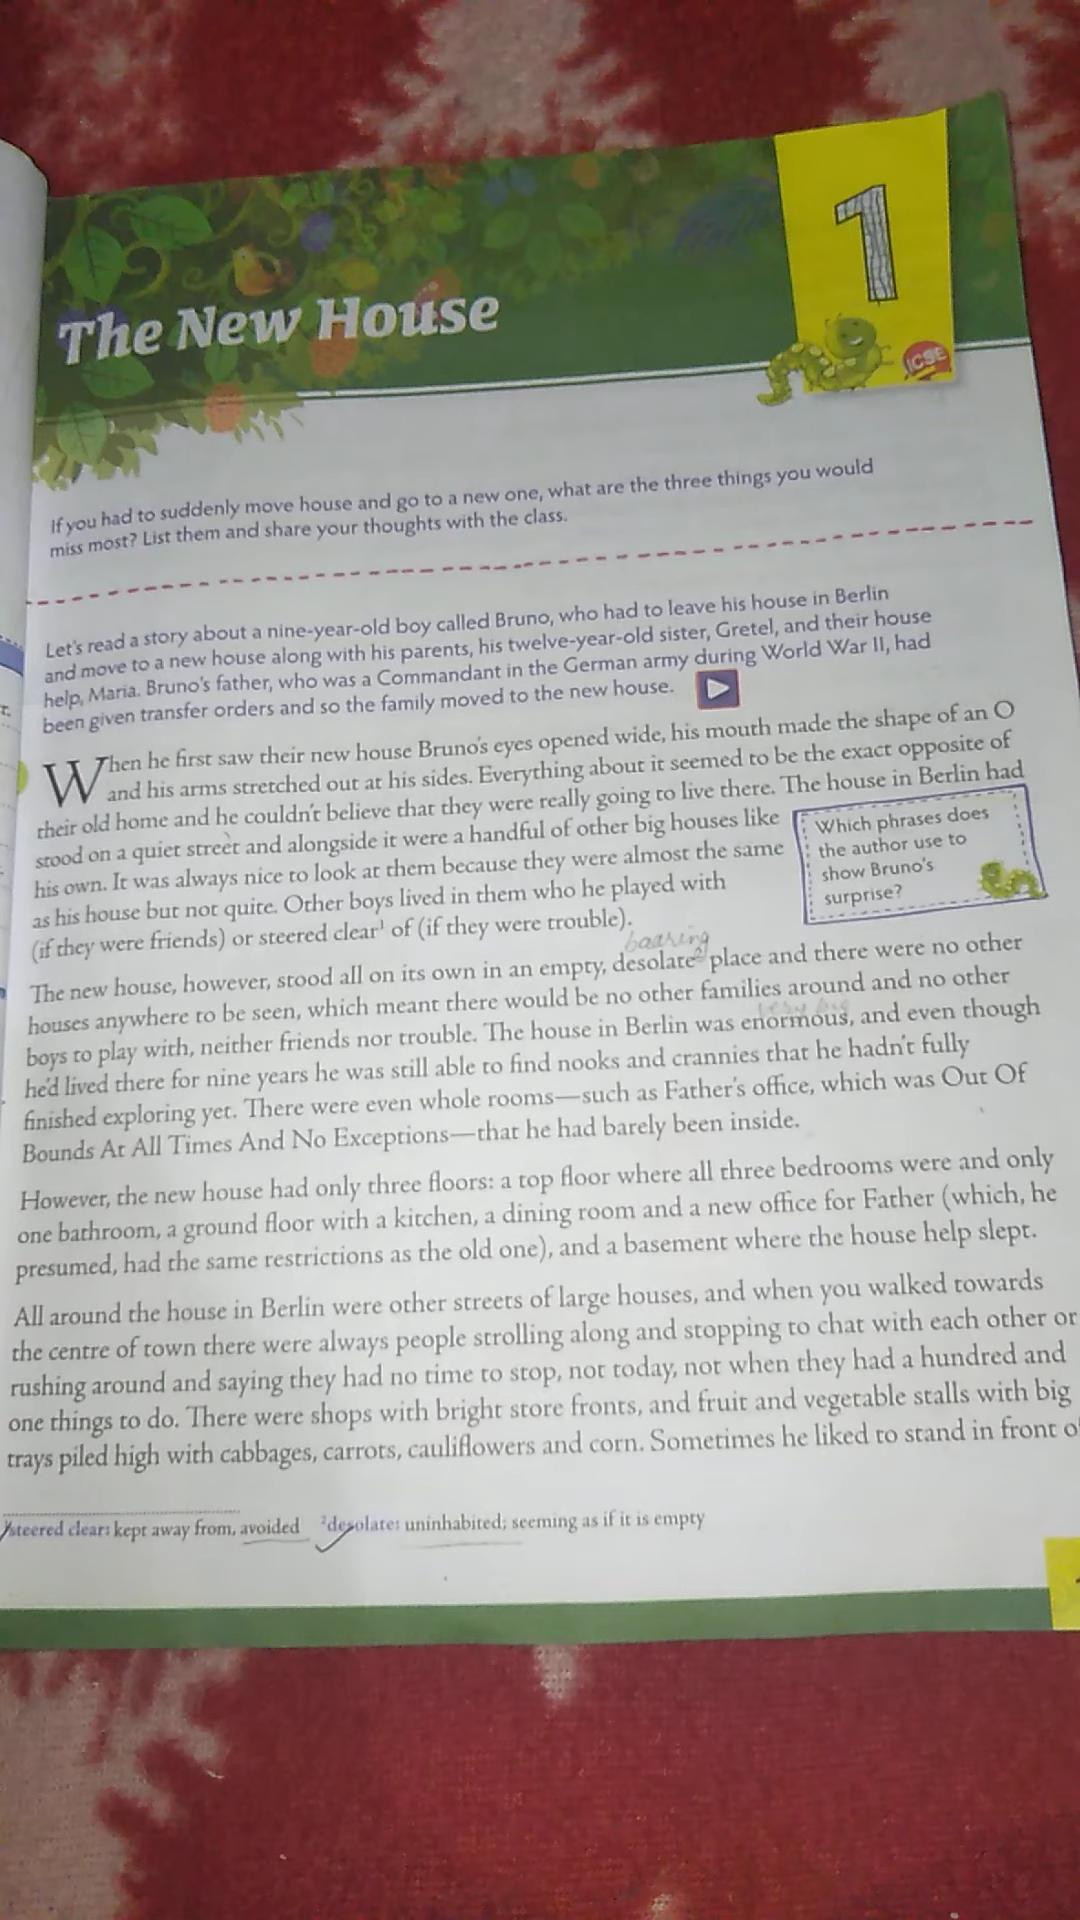 1
ICSE
The New House
If you had to suddenly move house and go to a new one, what are the three things you would
miss most? List them and share your thoughts with the class.
Let's read a story about a nine-year-old boy called Bruno, who had to leave his house in Berlin
and move to a new house along with his parents, his twelve-year-old sister, Gretel, and their house
help, Maria. Bruno's father, who was a Commandant in the German army during World War II, had
been given transfer orders and so the family moved to the new house.
When he first saw their new house Bruno's eyes opened wide, his mouth made the shape of an O
and his arms stretched out at his sides. Everything about it seemed to be the exact opposite of
their old home and he couldn't believe that they were really going to live there. The house in Berlin had
stood on a quiet street and alongside it were a handful of other big houses like
his own. It was always nice to look at them because they were almost the same
as his house but not quite. Other boys lived in them who he played with
(if they were friends) or steered clear¹ of (if they were trouble).
Which phrases does
the author use to
show Bruno's
surprise?
baaring
The new house, however, stood all on its own in an empty, desolate² place and there were no other
houses anywhere to be seen, which meant there would be no other families around and no other
very big
boys to play with, neither friends nor trouble. The house in Berlin was enormous, and even though
he'd lived there for nine years he was still able to find nooks and crannies that he hadn't fully
finished exploring yet. There were even whole rooms—such as Father's office, which was Out Of
Bounds At All Times And No Exceptions—that he had barely been inside.
However, the new house had only three floors: a top floor where all three bedrooms were and only
one bathroom, a ground floor with a kitchen, a dining room and a new office for Father (which, he
presumed, had the same restrictions as the old one), and a basement where the house help slept.
All around the house in Berlin were other streets of large houses, and when you walked towards
the centre of town there were always people strolling along and stopping to chat with each other or
rushing around and saying they had no time to stop, not today, not when they had a hundred and
one things to do. There were shops with bright store fronts, and fruit and vegetable stalls with big
trays piled high with cabbages, carrots, cauliflowers and corn. Sometimes he liked to stand in front of
steered clear: kept away from, avoided ²desolate: uninhabited; seeming as if it is empty